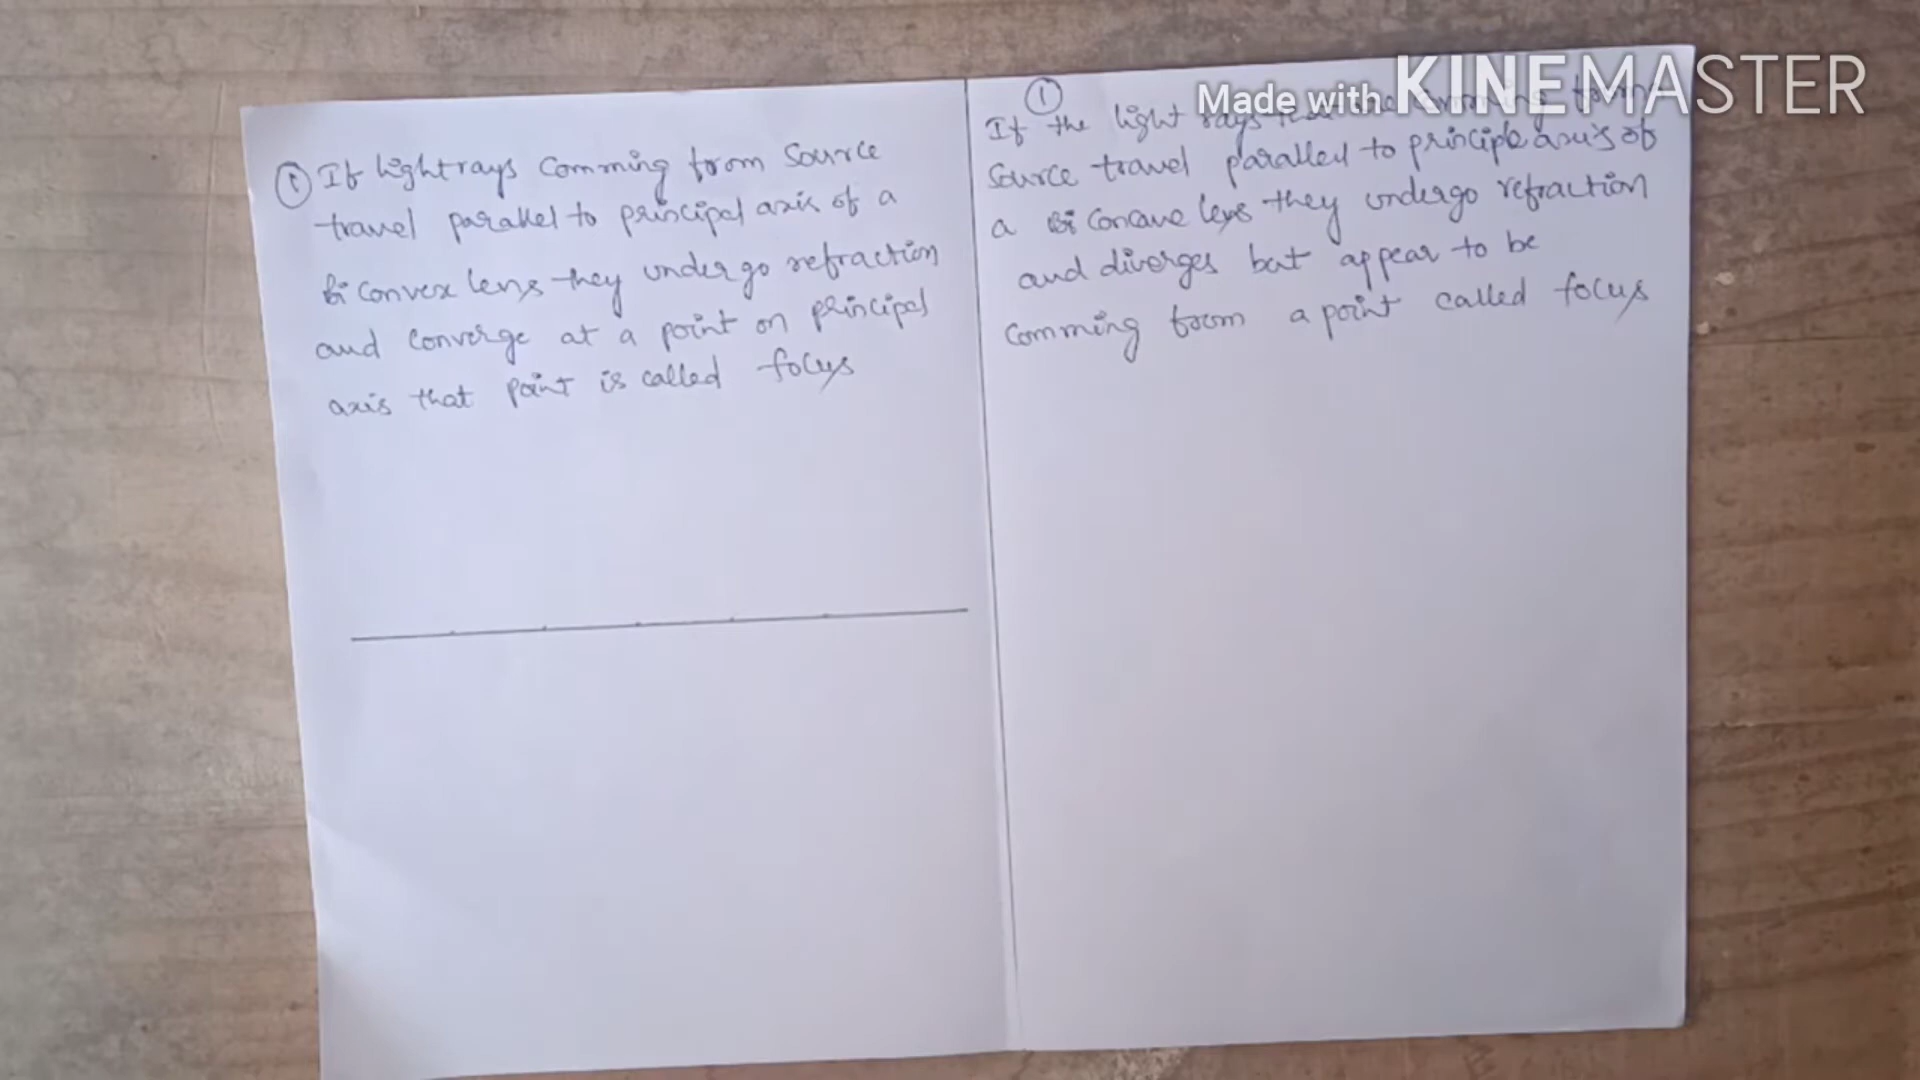 Made with KINEMASTER
① If light rays comming from source
travel parallel to principal axis of a
Bi convex lens they undergo refraction
and converge at a point on principal
axis that point is called focus
①
If the light rays comming from
source travel parallel to principle axis of
a Bi concave lens they undergo refraction
and diverges but appear to be
comming from a point called focus